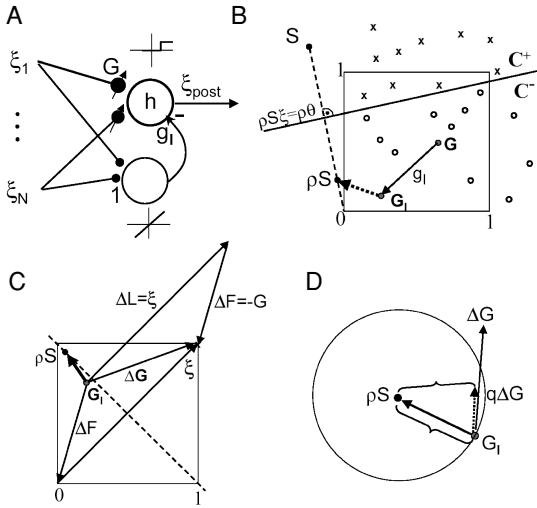 A
ξ1
G
h
ξpost
gI
ξN
1
B
S
x x x x x x x
C+
C-
1
ρSξ=ρθ
G
gI
ρS
GI
0
1
C
ΔL=ξ
ΔF=-G
ρS
ΔG
ξ
GI
ΔF
0
1
D
ΔG
ρS
qΔG
GI